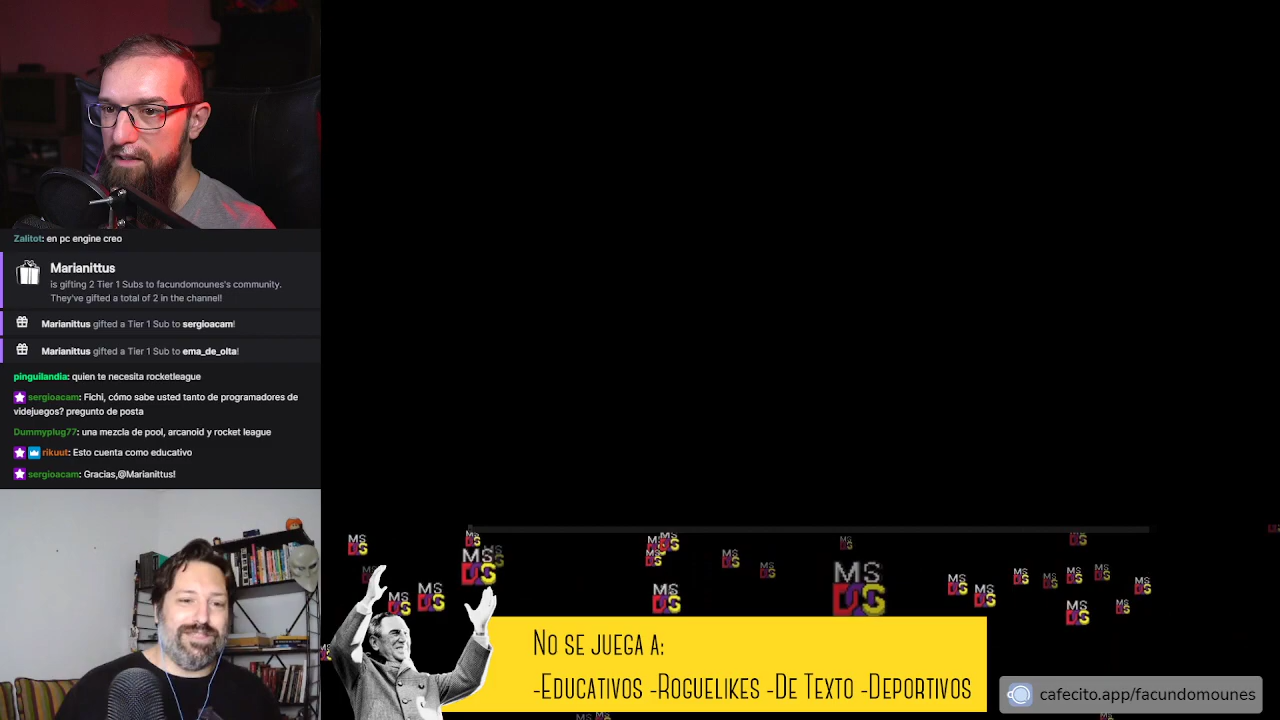 Zalitot: en pc engine creo
Marianittus
is gifting 2 Tier 1 Subs to facundomounes's community.
They've gifted a total of 2 in the channel!
Marianittus gifted a Tier 1 Sub to sergioacam!
Marianittus gifted a Tier 1 Sub to ema_de_olta!
pinguilandia: quien te necesita rocketleague
sergioacam: Fichi, cómo sabe usted tanto de programadores de
videjuegos? pregunto de posta
Dummyplug77: una mezcla de pool, arcanoid y rocket league
rikuut: Esto cuenta como educativo
sergioacam: Gracias,@Marianittus!
MS
DOS
No se juega a:
-Educativos -Roguelikes -De Texto -Deportivos
cafecito.app/facundomounes